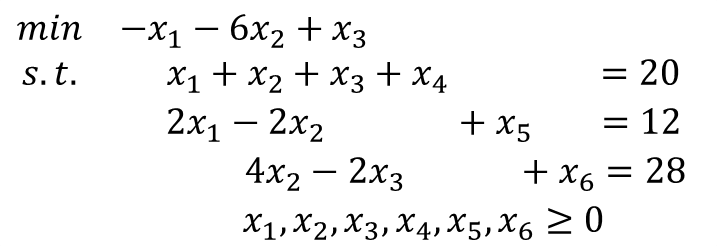 min −x₁ − 6x₂ + x₃
s.t. x₁ + x₂ + x₃ + x₄ = 20
2x₁ − 2x₂ + x₅ = 12
4x₂ − 2x₃ + x₆ = 28
x₁, x₂, x₃, x₄, x₅, x₆ ≥ 0